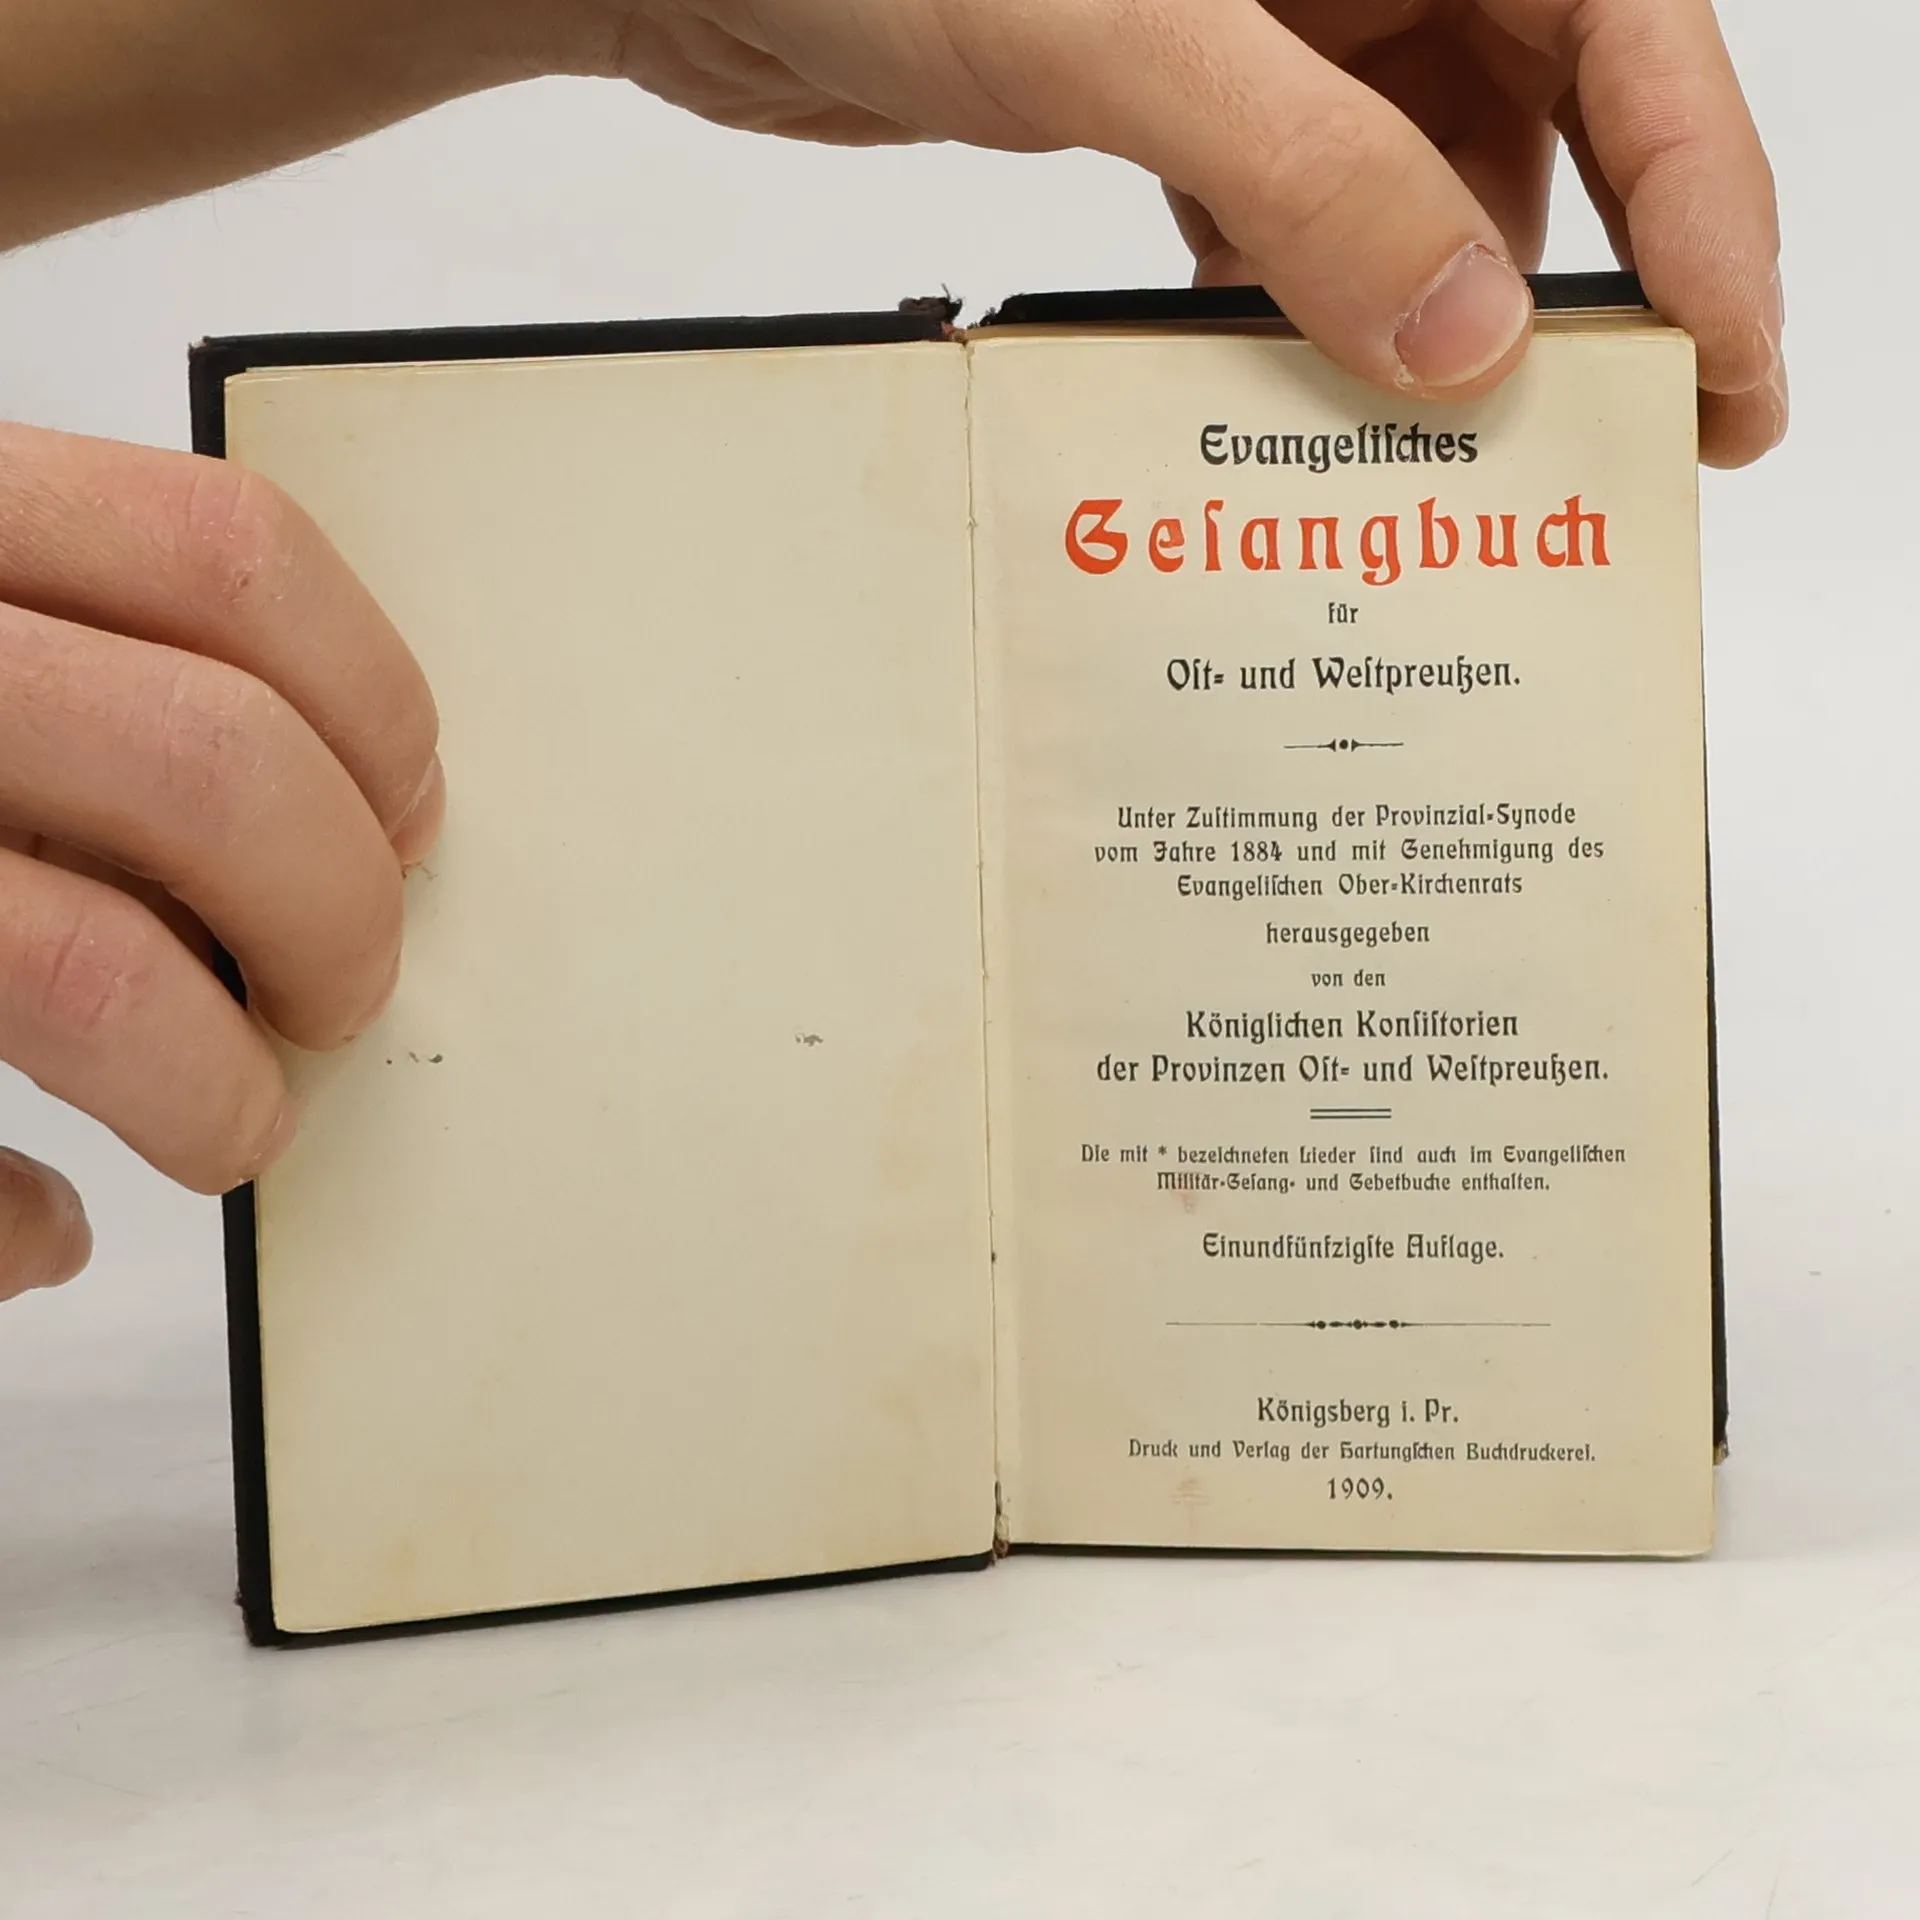 Evangeliſches
Geſangbuch
für
Oſt- und Weſtpreußen.
Unter Zuſtimmung der Provinzial-Synode
vom Jahre 1884 und mit Genehmigung des
Evangeliſchen Ober-Kirchenrats
herausgegeben
von den
Königlichen Konſiſtorien
der Provinzen Oſt- und Weſtpreußen.
Die mit * bezeichneten Lieder ſind auch im Evangeliſchen
Militär-Geſang- und Gebetbuche enthalten.
Einundfünfzigſte Auflage.
Königsberg i. Pr.
Druck und Verlag der Hartungſchen Buchdruckerei.
1909.